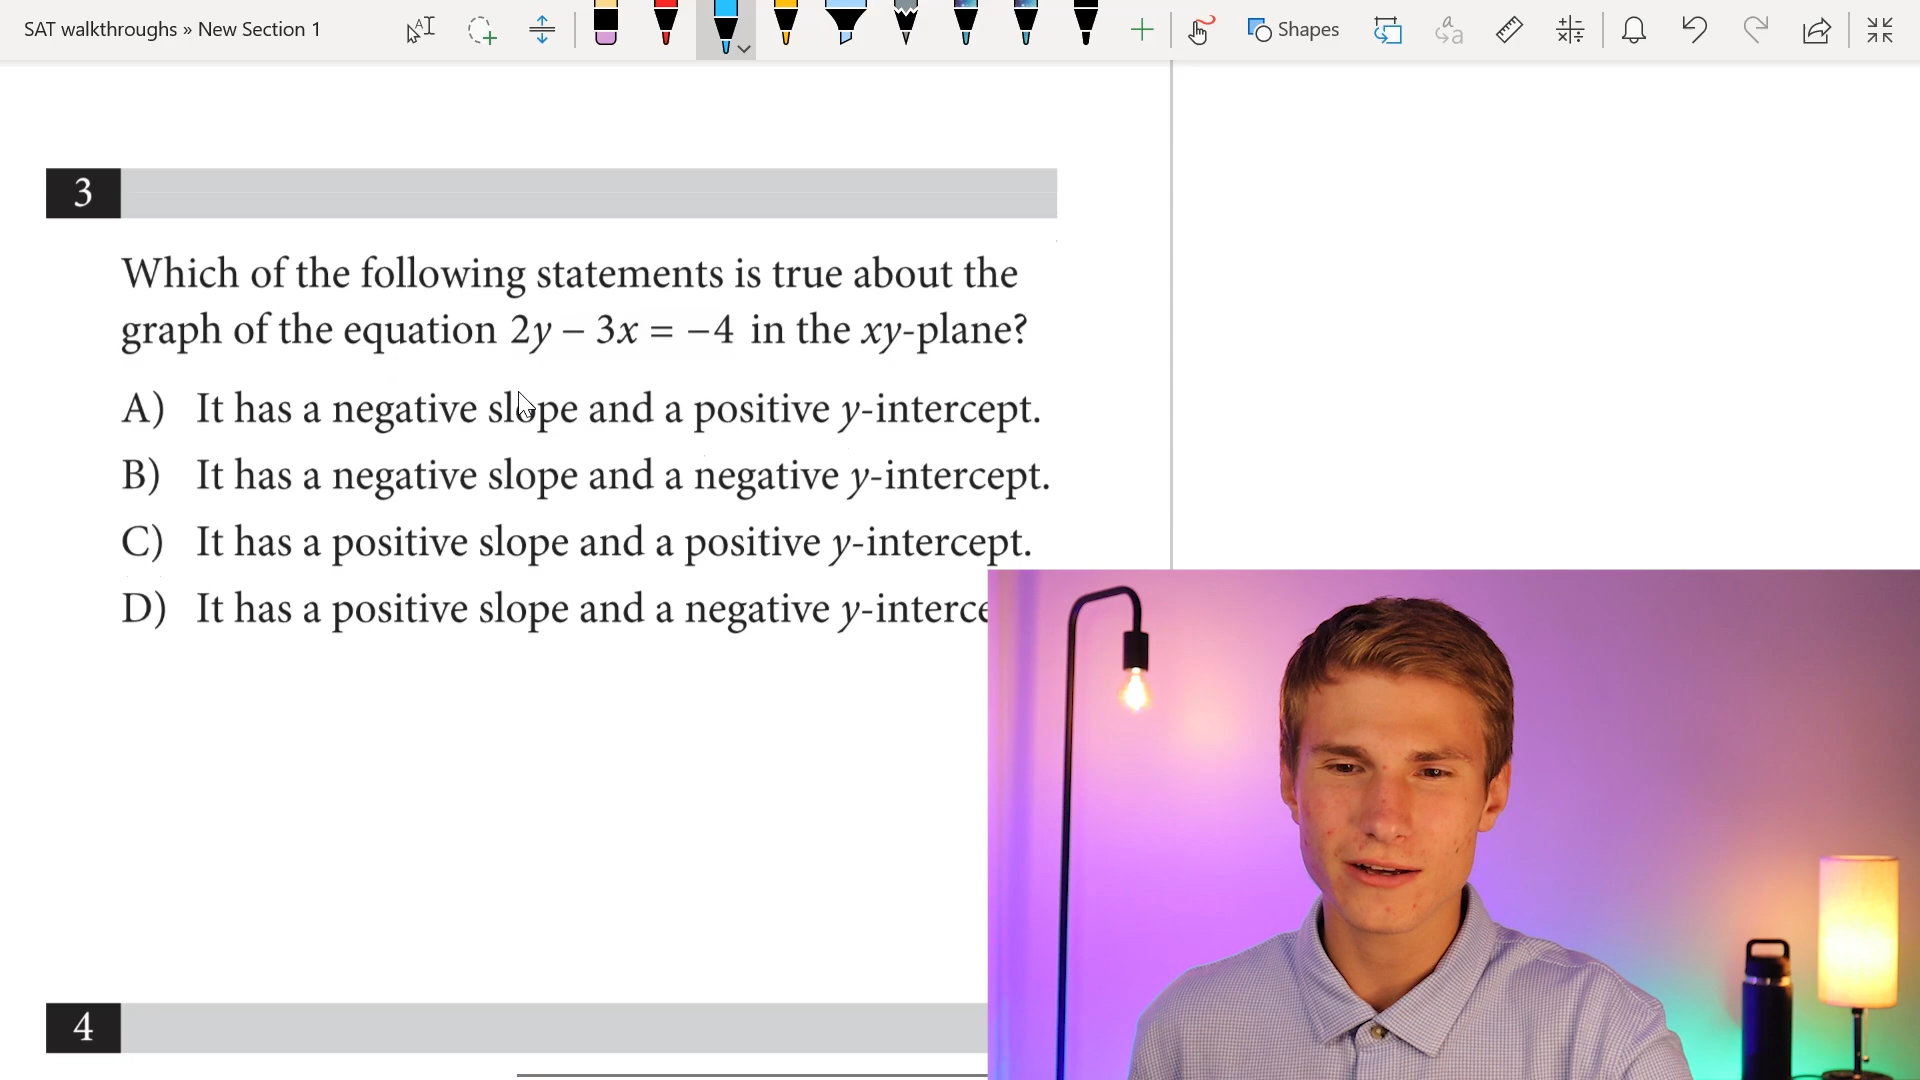 SAT walkthroughs » New Section 1
Shapes
3
Which of the following statements is true about the
graph of the equation 2y − 3x = −4 in the xy-plane?
A) It has a negative slope and a positive y-intercept.
B) It has a negative slope and a negative y-intercept.
C) It has a positive slope and a positive y-intercept.
D) It has a positive slope and a negative y-interce
4